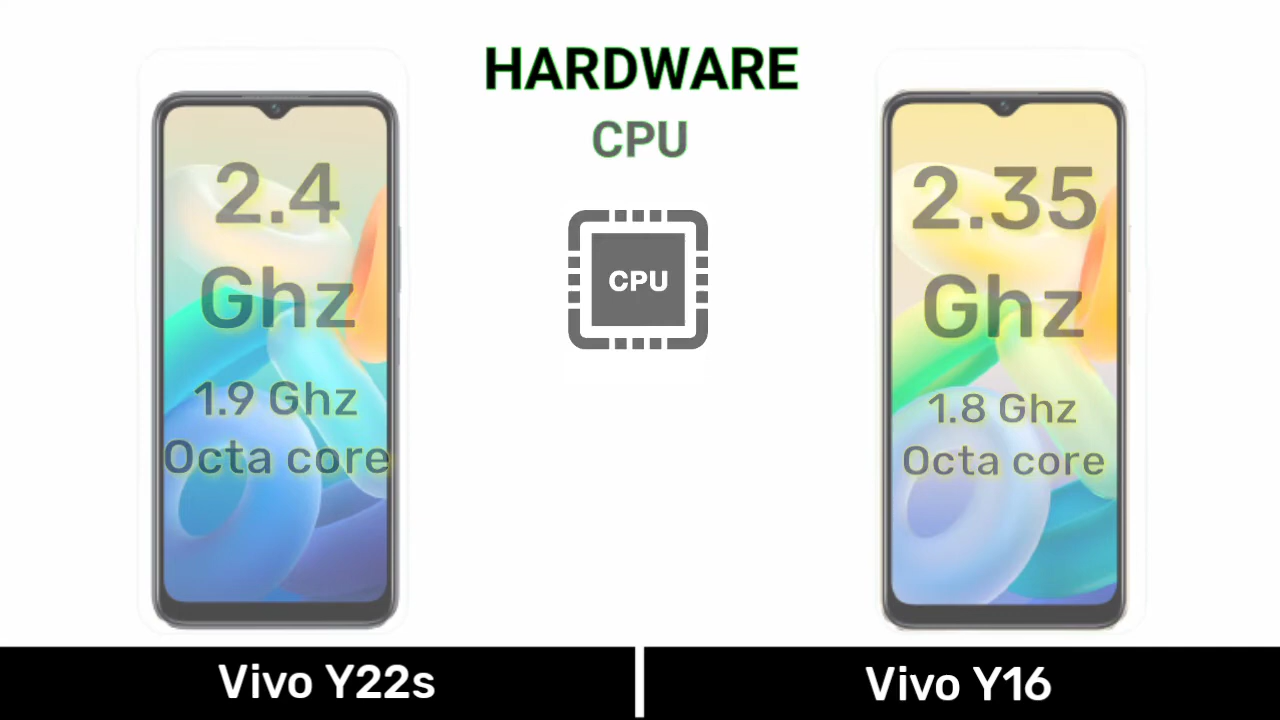 HARDWARE
CPU
CPU
2.4
Ghz
1.9 Ghz
Octa core
2.35
Ghz
1.8 Ghz
Octa core
Vivo Y22s
Vivo Y16